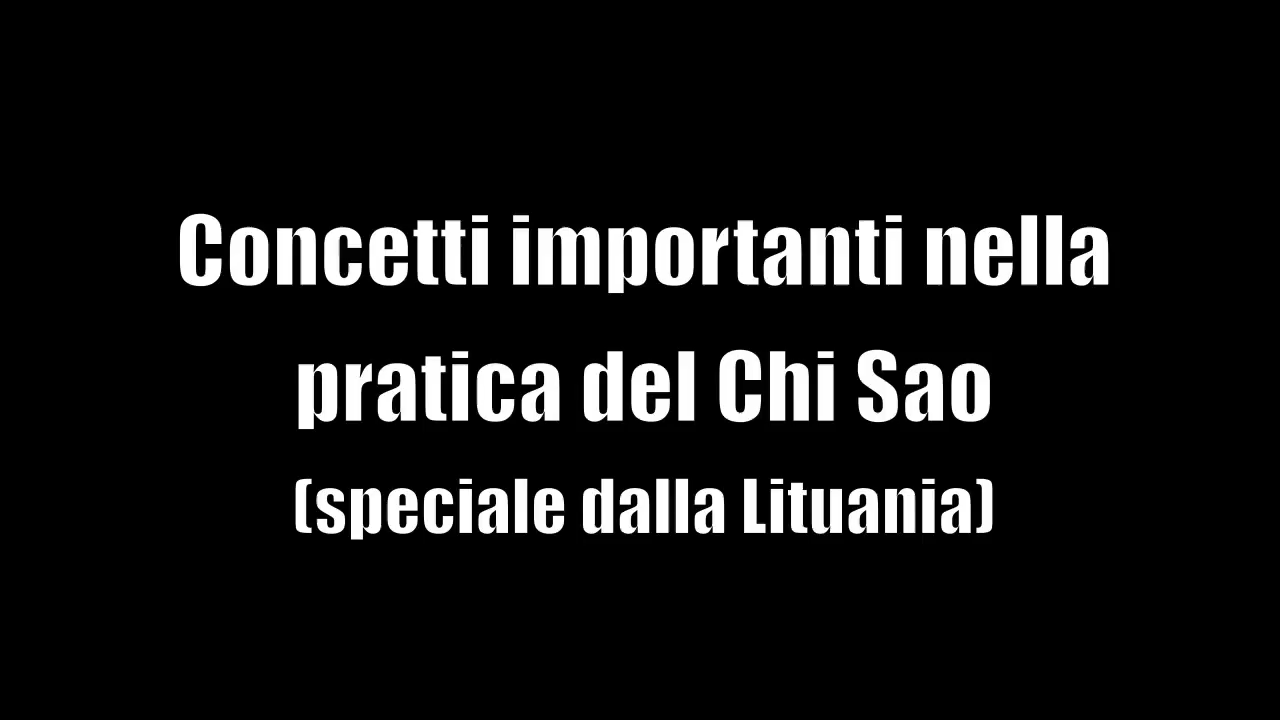 Concetti importanti nella
pratica del Chi Sao
(speciale dalla Lituania)